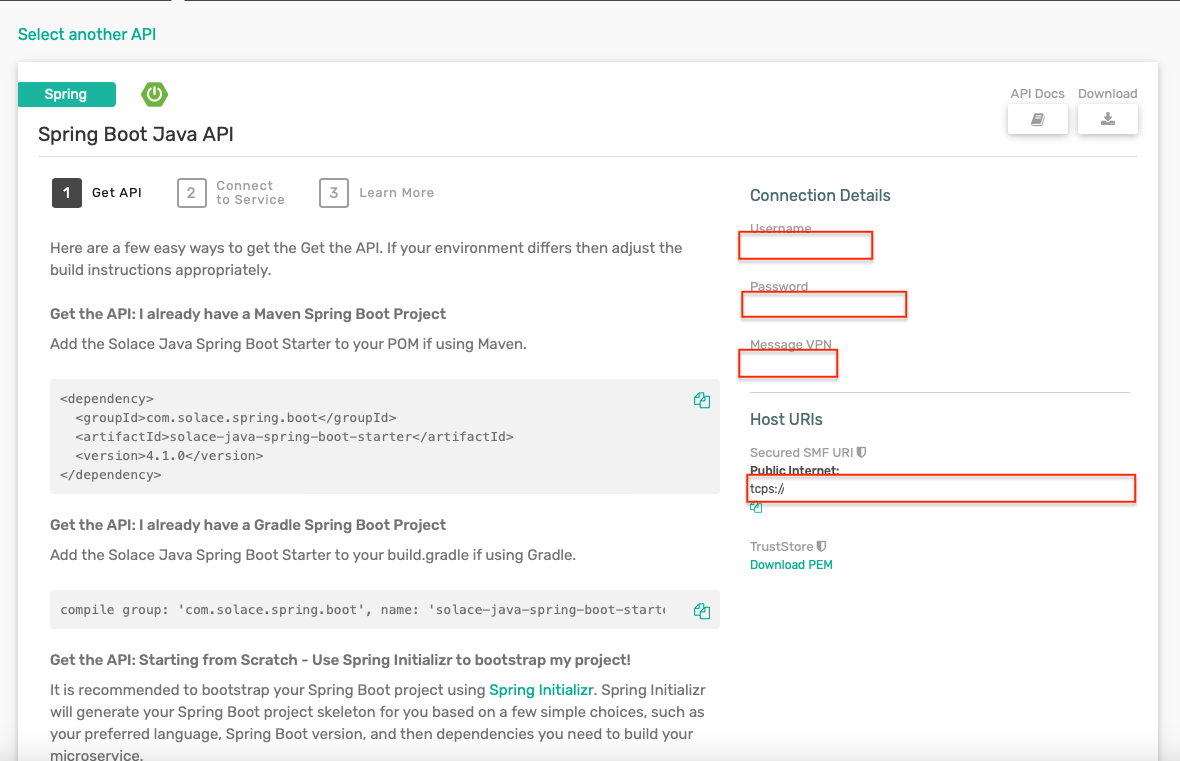 Select another API
Spring
API Docs
Download
Spring Boot Java API
1 Get API
2 Connect
to Service
3 Learn More
Here are a few easy ways to get the Get the API. If your environment differs then adjust the
build instructions appropriately.
Get the API: I already have a Maven Spring Boot Project
Add the Solace Java Spring Boot Starter to your POM if using Maven.
<dependency>
  <groupId>com.solace.spring.boot</groupId>
  <artifactId>solace-java-spring-boot-starter</artifactId>
  <version>4.1.0</version>
</dependency>
Get the API: I already have a Gradle Spring Boot Project
Add the Solace Java Spring Boot Starter to your build.gradle if using Gradle.
compile group: 'com.solace.spring.boot', name: 'solace-java-spring-boot-starte
Get the API: Starting from Scratch - Use Spring Initializr to bootstrap my project!
It is recommended to bootstrap your Spring Boot project using Spring Initializr. Spring Initializr
will generate your Spring Boot project skeleton for you based on a few simple choices, such as
your preferred language, Spring Boot version, and then dependencies you need to build your
microservice.
Connection Details
Username
Password
Message VPN
Host URIs
Secured SMF URI
Public Internet:
tcps://
TrustStore
Download PEM